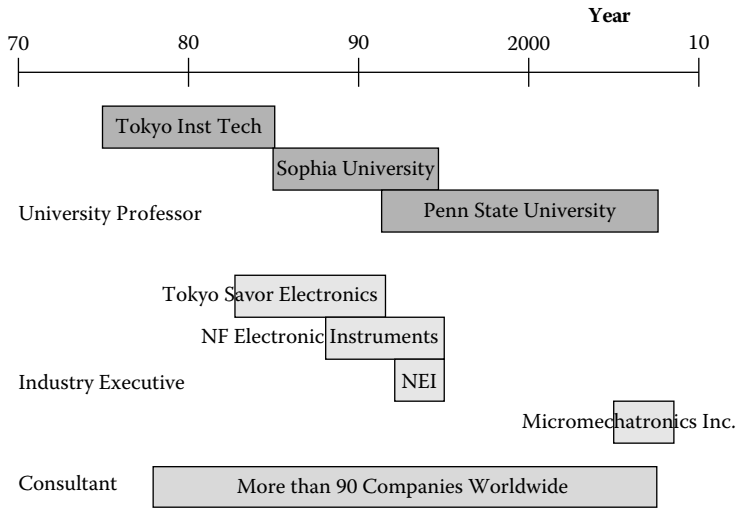 Year
70 80 90 2000 10
Tokyo Inst Tech
Sophia University
Penn State University
University Professor
Tokyo Savor Electronics
NF Electronic Instruments
NEI
Industry Executive
Micromechatronics Inc.
Consultant
More than 90 Companies Worldwide